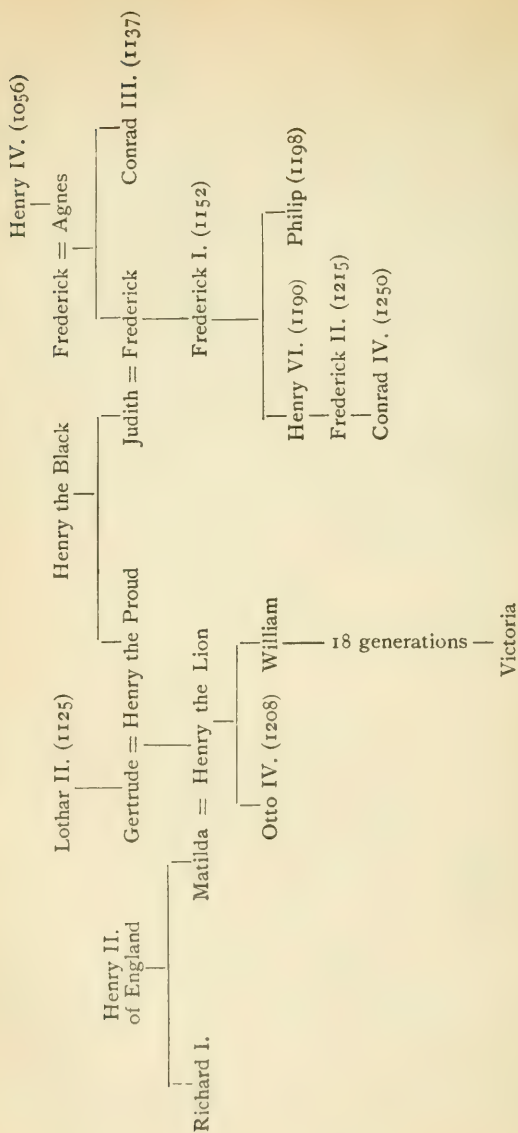 Henry IV. (1056)
Lothar II. (1125) Henry the Black Frederick = Agnes
Henry II.
of England
Gertrude = Henry the Proud Judith = Frederick Conrad III. (1137)
Richard I. Matilda = Henry the Lion Frederick I. (1152)
Otto IV. (1208) William Henry VI. (1190) Philip (1198)
Frederick II. (1215)
18 generations
Conrad IV. (1250)
Victoria